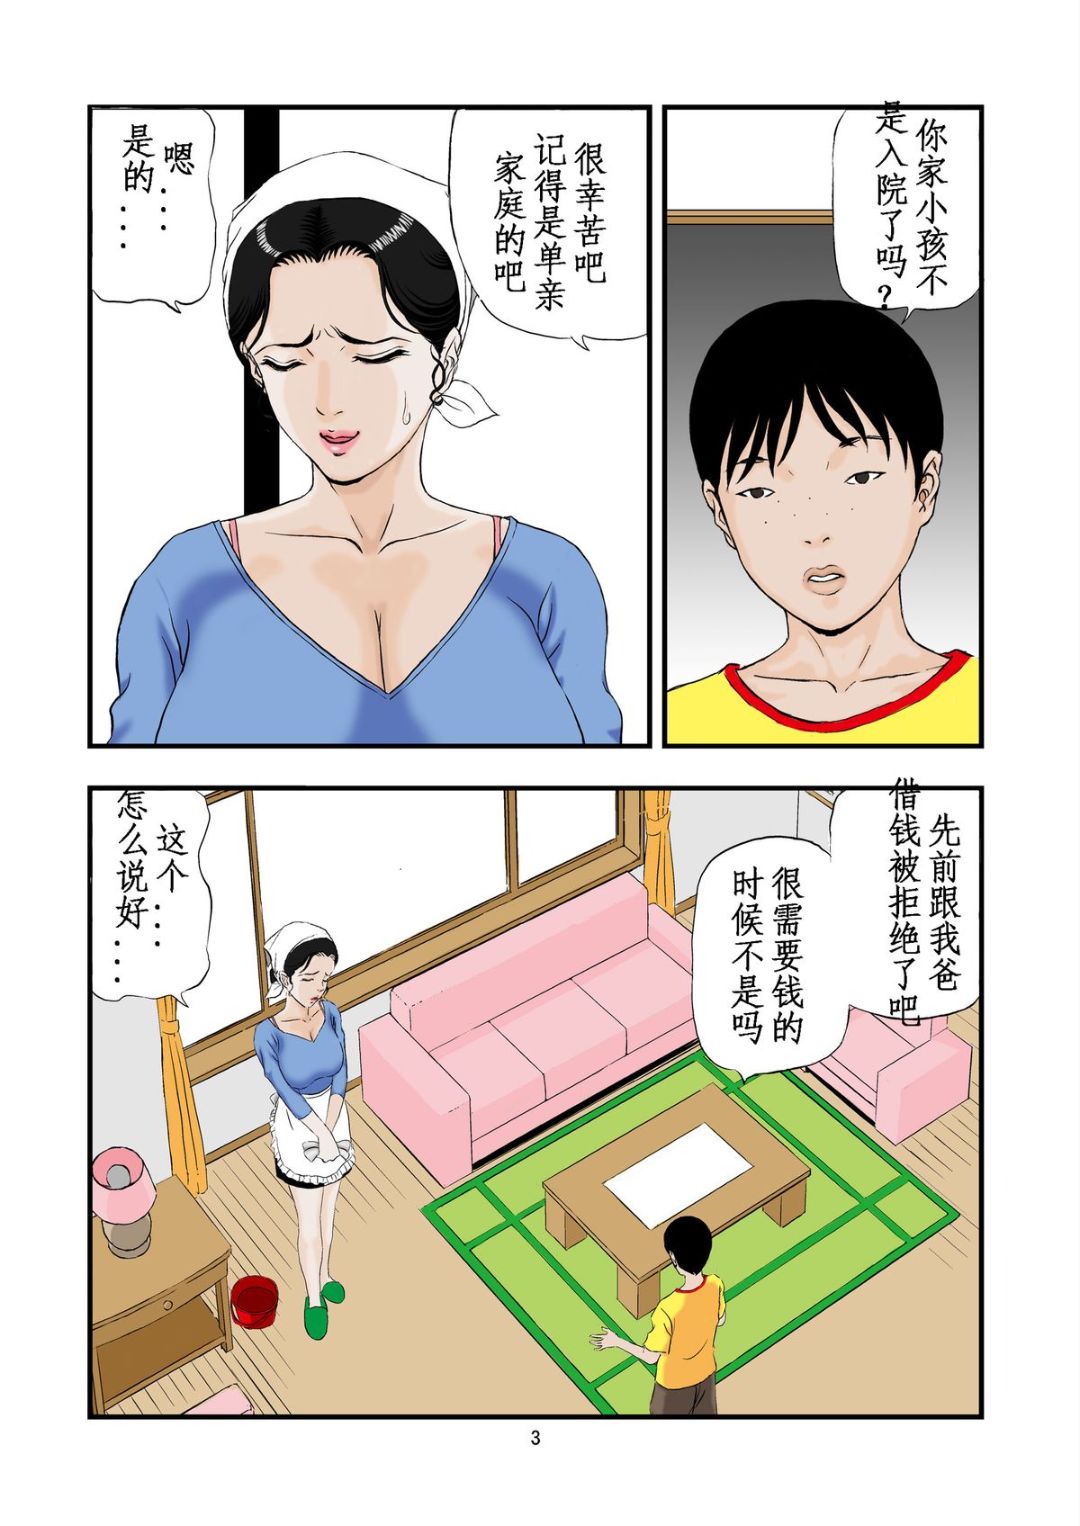 你家小孩不
是入院了吗？
很幸苦吧
记得是单亲
家庭的吧
嗯⋯
是的⋯
先前跟我爸
借钱被拒绝了吧
很需要钱的
时候不是吗
这个⋯
怎么说好⋯
3